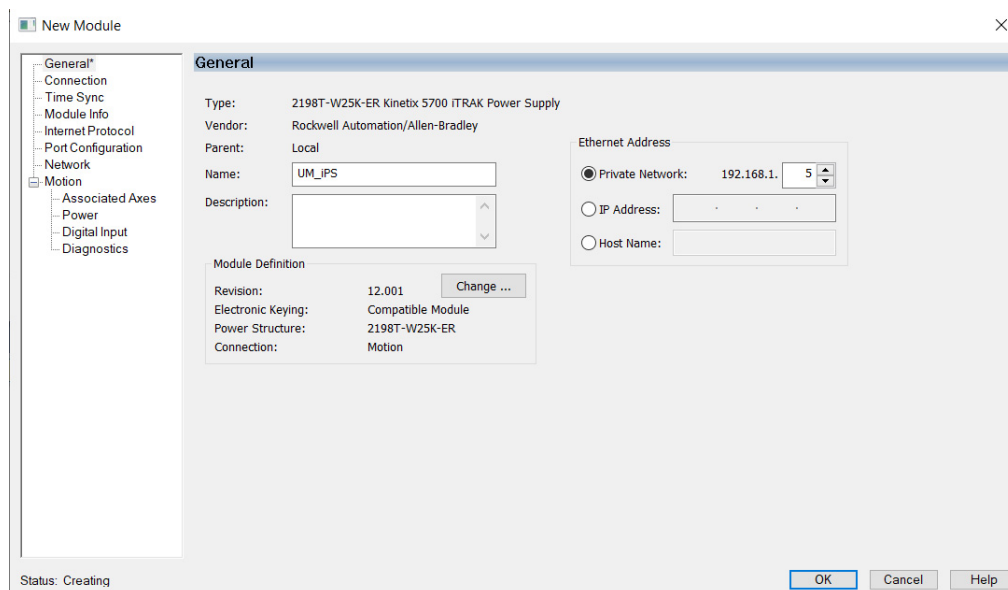 New Module
General*
Connection
Time Sync
Module Info
Internet Protocol
Port Configuration
Network
Motion
Associated Axes
Power
Digital Input
Diagnostics
General
Type: 2198T-W25K-ER Kinetix 5700 iTRAK Power Supply
Vendor: Rockwell Automation/Allen-Bradley
Parent: Local
Name: UM_iPS
Description:
Module Definition
Revision: 12.001 Change ...
Electronic Keying: Compatible Module
Power Structure: 2198T-W25K-ER
Connection: Motion
Ethernet Address
Private Network: 192.168.1. 5
IP Address: . . .
Host Name:
Status: Creating
OK Cancel Help